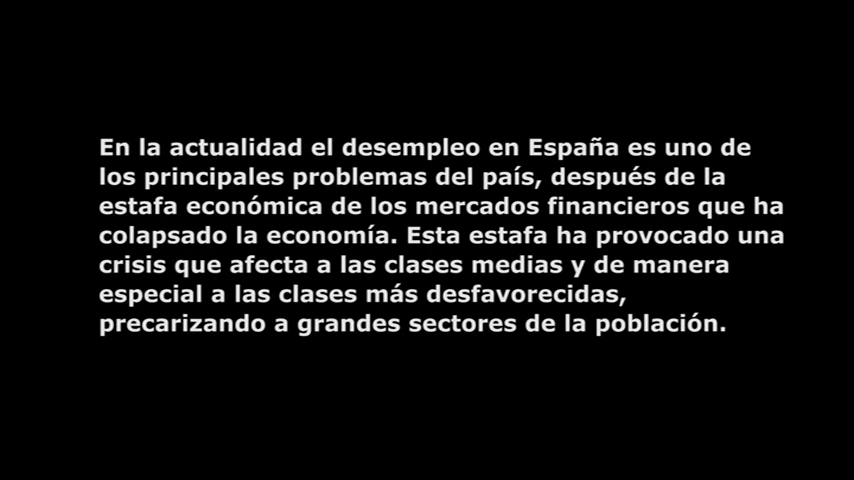 En la actualidad el desempleo en España es uno de
los principales problemas del país, después de la
estafa económica de los mercados financieros que ha
colapsado la economía. Esta estafa ha provocado una
crisis que afecta a las clases medias y de manera
especial a las clases más desfavorecidas,
precarizando a grandes sectores de la población.